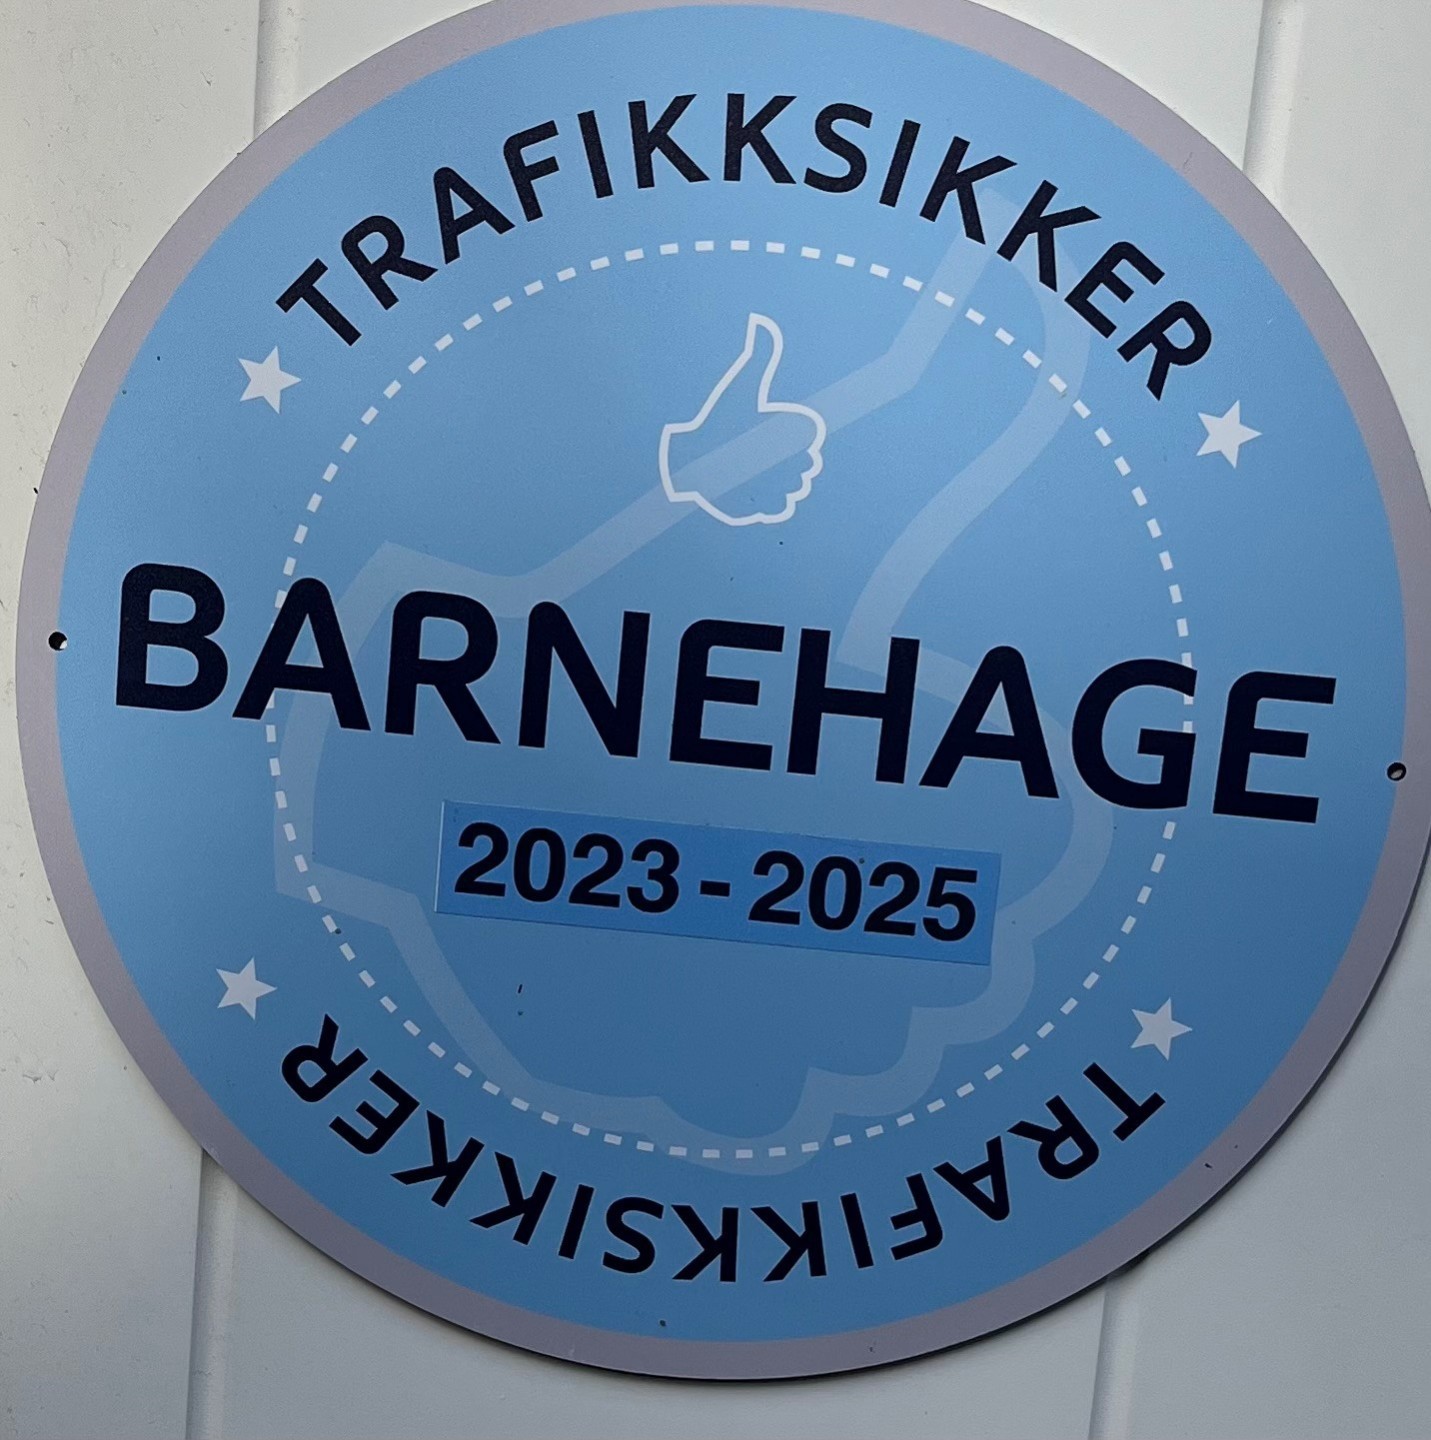 TRAFIKKSIKKER
BARNEHAGE
2023 - 2025
TRAFIKKSIKKER